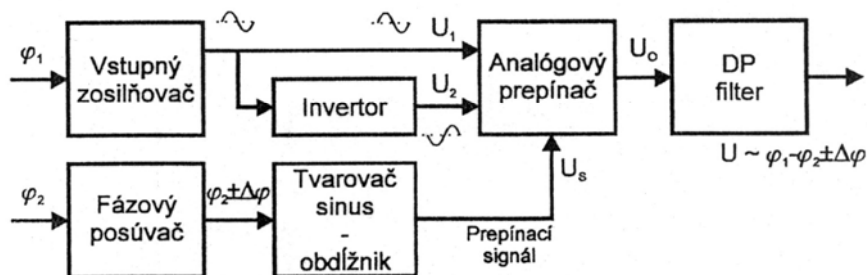 φ₁
Vstupný
zosilňovač
U₁
Invertor
U₂
Analógový
prepínač
Uₒ
DP
filter
U ~ φ₁-φ₂±Δφ
φ₂
Fázový
posúvač
φ₂±Δφ
Tvarovač
sinus
-
obdĺžnik
Uₛ
Prepínací
signál